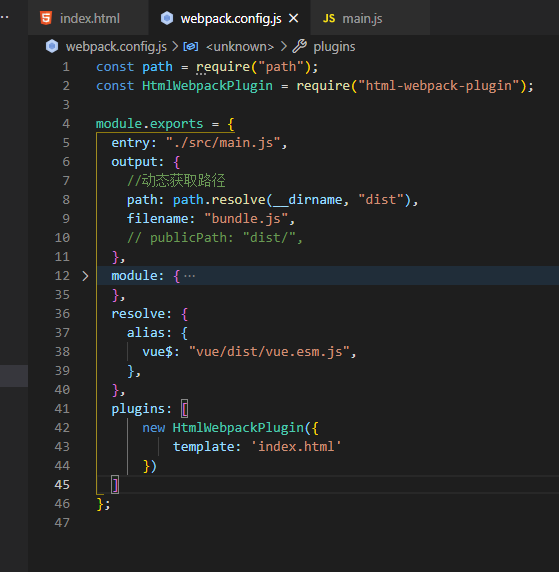 index.html webpack.config.js JS main.js
webpack.config.js > <unknown> > plugins
1 const path = require("path");
2 const HtmlWebpackPlugin = require("html-webpack-plugin");
3
4 module.exports = {
5 entry: "./src/main.js",
6 output: {
7 //动态获取路径
8 path: path.resolve(__dirname, "dist"),
9 filename: "bundle.js",
10 // publicPath: "dist/",
11 },
12 module: {⋯
35 },
36 resolve: {
37 alias: {
38 vue$: "vue/dist/vue.esm.js",
39 },
40 },
41 plugins: [
42 new HtmlWebpackPlugin({
43 template: 'index.html'
44 })
45 ]
46 };
47